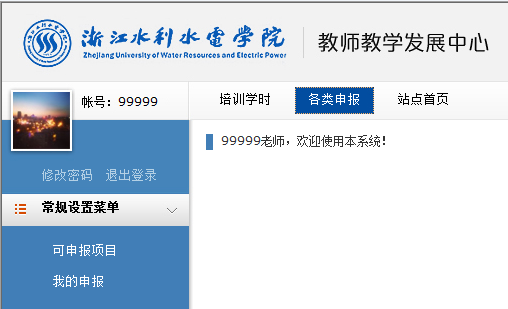 浙江水利水電學院
Zhejiang University of Water Resources and Electric Power
教师教学发展中心
帐号：99999
培训学时
各类申报
站点首页
99999老师，欢迎使用本系统！
修改密码 退出登录
常规设置菜单
可申报项目
我的申报